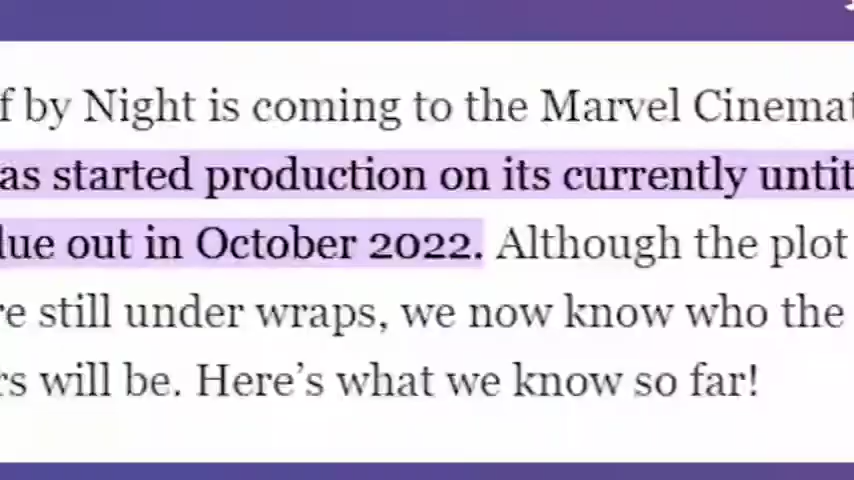 f by Night is coming to the Marvel Cinemat
as started production on its currently untit
lue out in October 2022. Although the plot
re still under wraps, we now know who the
rs will be. Here’s what we know so far!